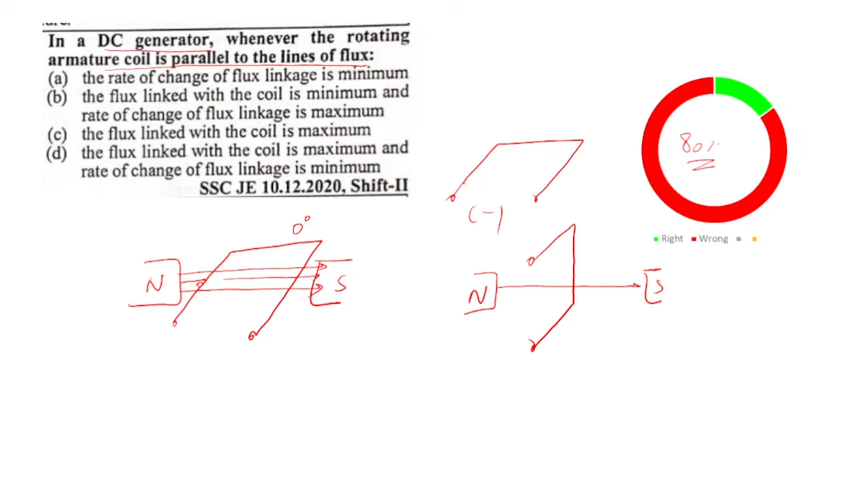 In a DC generator, whenever the rotating
armature coil is parallel to the lines of flux:
(a) the rate of change of flux linkage is minimum
(b) the flux linked with the coil is minimum and
rate of change of flux linkage is maximum
(c) the flux linked with the coil is maximum
(d) the flux linked with the coil is maximum and
rate of change of flux linkage is minimum
SSC JE 10.12.2020, Shift-II
80%
Right Wrong
(-)
0°
N S
N S